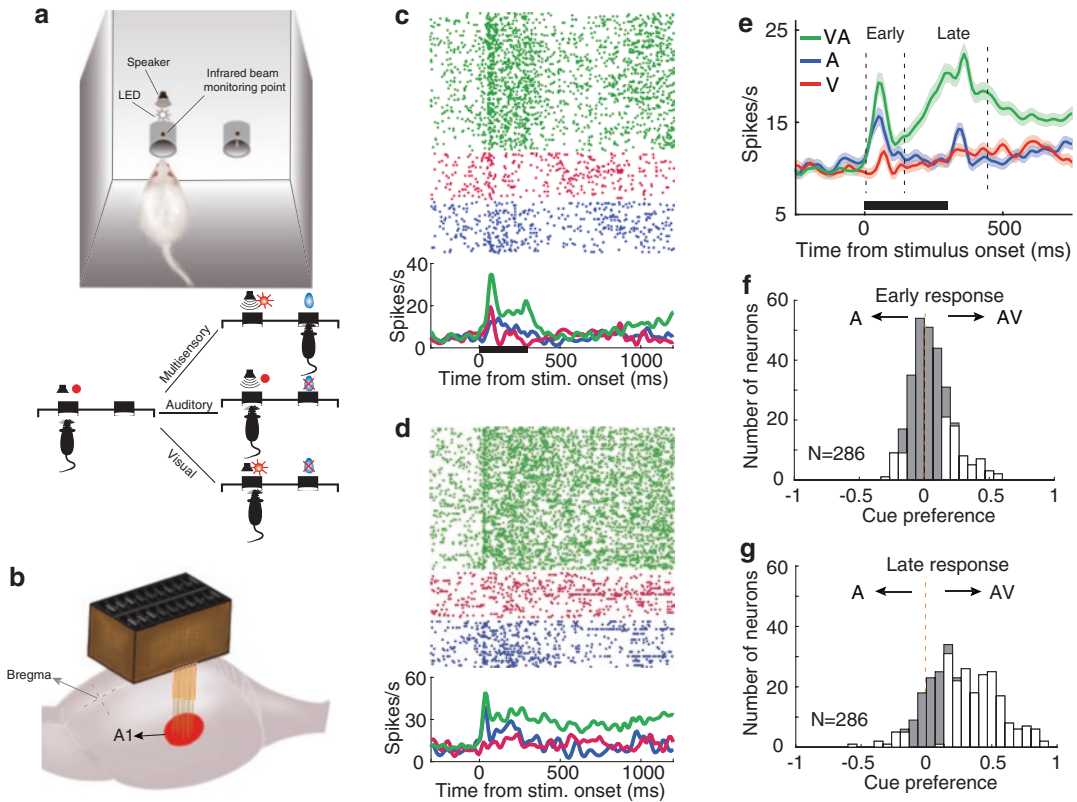 a
Speaker
Infrared beam
monitoring point
LED
Multisensory
Auditory
Visual
b
Bregma
A1
c
Spikes/s
40
20
0
0
500
1000
Time from stim. onset (ms)
d
Spikes/s
60
30
0
0
500
1000
Time from stim. onset (ms)
e
VA
A
V
Early
Late
Spikes/s
25
15
5
0
500
Time from stimulus onset (ms)
f
Early response
A
AV
Number of neurons
60
40
20
0
N=286
-1
-0.5
0
0.5
1
Cue preference
g
Late response
A
AV
Number of neurons
60
40
20
0
N=286
-1
-0.5
0
0.5
1
Cue preference